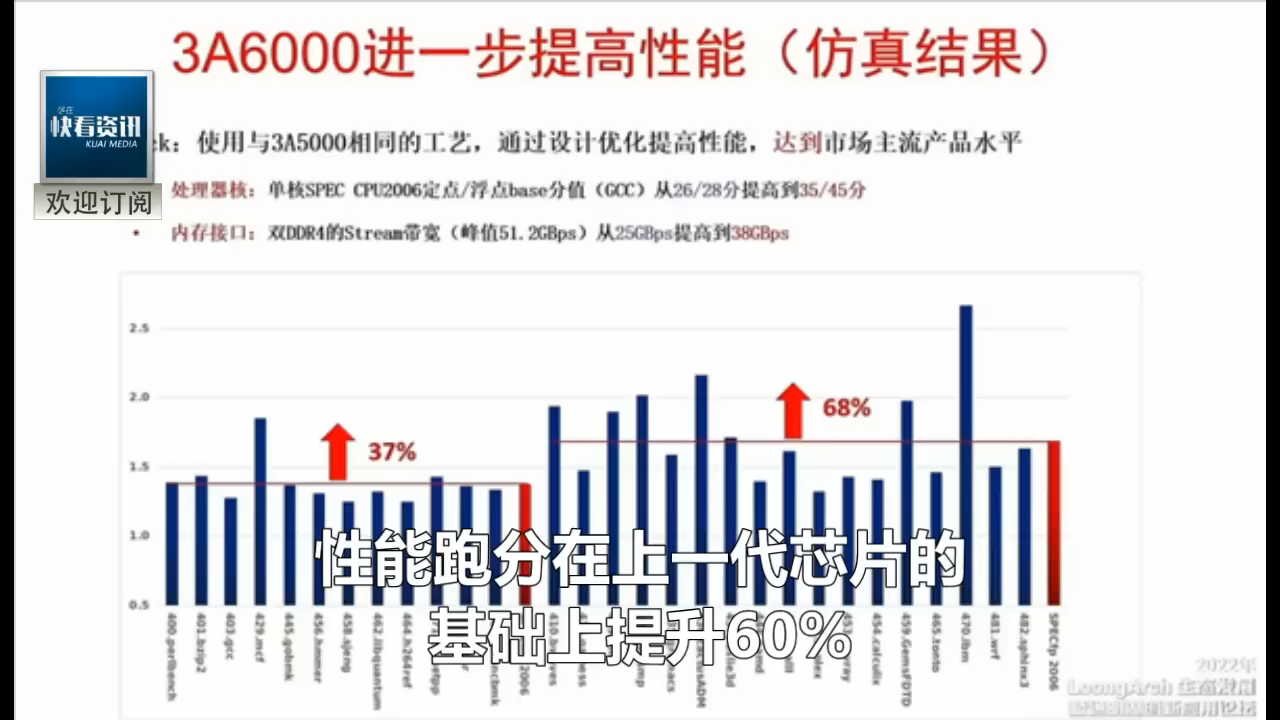 3A6000进一步提高性能（仿真结果）
尽在
快看资讯
KUAI MEDIA
欢迎订阅
ck：使用与3A5000相同的工艺，通过设计优化提高性能，达到市场主流产品水平
处理器核：单核SPEC CPU2006定点/浮点base分值（GCC）从26/28分提高到35/45分
• 内存接口：双DDR4的Stream带宽（峰值51.2GBps）从25GBps提高到38GBps
2.5
2.0
1.5
1.0
0.5
37%
68%
400.perlbench
401.bzip2
403.gcc
429.mcf
445.gobmk
456.hmmer
458.sjeng
462.libquantum
464.h264ref
2006
454.calculix
459.GemsFDTD
465.tonto
470.lbm
481.wrf
482.sphinx3
SPECfp 2006
性能跑分在上一代芯片的
基础上提升60%
2022年
LoongArch 生态发展